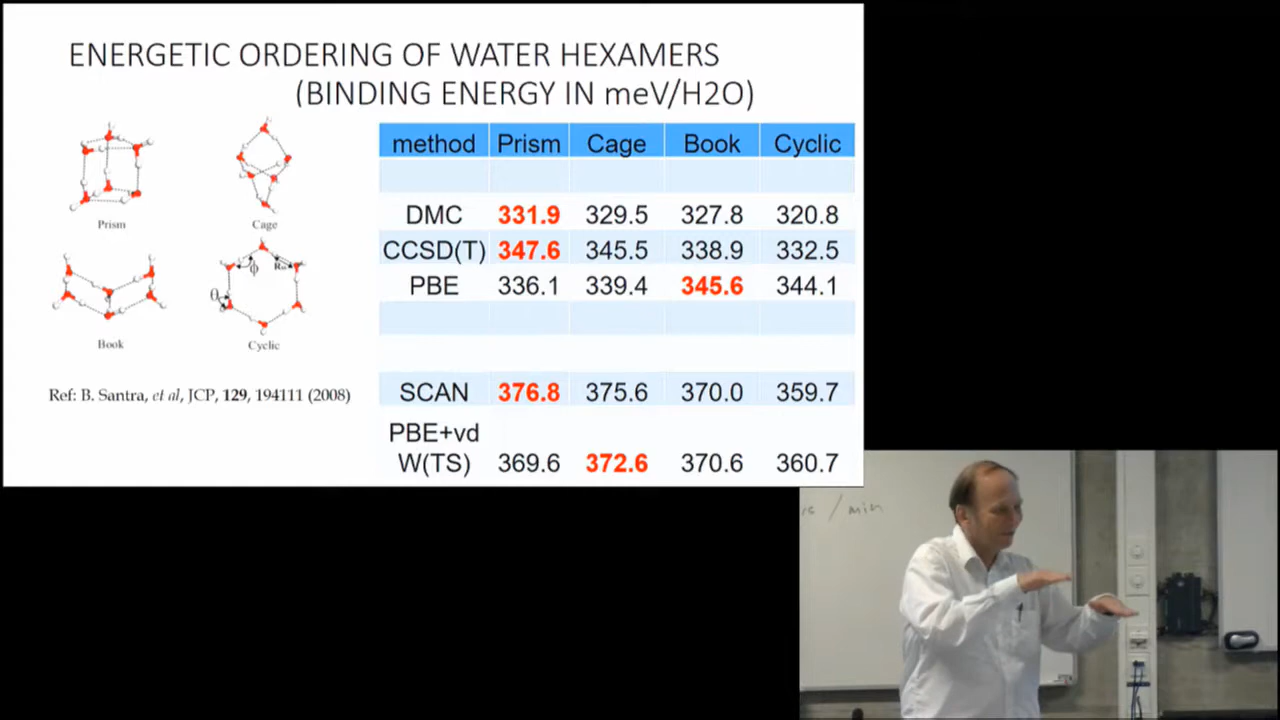 ENERGETIC ORDERING OF WATER HEXAMERS
(BINDING ENERGY IN meV/H2O)
Prism
Cage
ϕ
R
θ
Book
Cyclic
Ref: B. Santra, et al, JCP, 129, 194111 (2008)
method Prism Cage Book Cyclic
DMC 331.9 329.5 327.8 320.8
CCSD(T) 347.6 345.5 338.9 332.5
PBE 336.1 339.4 345.6 344.1
SCAN 376.8 375.6 370.0 359.7
PBE+vd
W(TS) 369.6 372.6 370.6 360.7
/ min